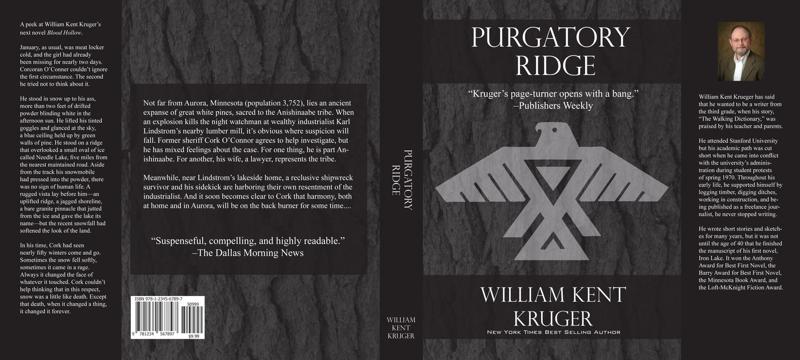 A peek at William Kent Kruger's
next novel Blood Hollow.
January, as usual, was meat locker
cold, and the girl had already
been missing for nearly two days.
Corcoran O'Conner couldn't ignore
the first circumstance. The second
he tried not to think about.
He stood in snow up to his ass,
more than two feet of drifted
powder blinding white in the
afternoon sun. He lifted his tinted
goggles and glanced at the sky,
a blue ceiling held up by green
walls of pine. He stood on a ridge
that overlooked a small oval of ice
called Needle Lake, five miles from
the nearest maintained road. Aside
from the track his snowmobile
had pressed into the powder, there
was no sign of human life. A
rugged vista lay before him—an
uplifted ridge, a jagged shoreline,
a bare granite pinnacle that jutted
from the ice and gave the lake its
name—but the recent snowfall had
softened the look of the land.
In his time, Cork had seen
nearly fifty winters come and go.
Sometimes the snow fell softly,
sometimes it came in a rage.
Always it changed the face of
whatever it touched. Cork couldn't
help thinking that in this respect,
snow was a little like death. Except
that death, when it changed a thing,
it changed it forever.
Not far from Aurora, Minnesota (population 3,752), lies an ancient
expanse of great white pines, sacred to the Anishinaabe tribe. When
an explosion kills the night watchman at wealthy industrialist Karl
Lindstrom's nearby lumber mill, it's obvious where suspicion will
fall. Former sheriff Cork O'Connor agrees to help investigate, but
he has mixed feelings about the case. For one thing, he is part An-
ishinaabe. For another, his wife, a lawyer, represents the tribe.
Meanwhile, near Lindstrom's lakeside home, a reclusive shipwreck
survivor and his sidekick are harboring their own resentment of the
industrialist. And it soon becomes clear to Cork that harmony, both
at home and in Aurora, will be on the back burner for some time....
"Suspenseful, compelling, and highly readable."
–The Dallas Morning News
ISBN 978-1-2345-6789-7
50999
9 781234 567897
$9.99
PURGATORY
RIDGE
WILLIAM
KENT
KRUGER
PURGATORY
RIDGE
"Kruger's page-turner opens with a bang."
–Publishers Weekly
WILLIAM KENT
KRUGER
NEW YORK TIMES BEST SELLING AUTHOR
William Kent Krueger has said
that he wanted to be a writer from
the third grade, when his story,
"The Walking Dictionary," was
praised by his teacher and parents.
He attended Stanford University
but his academic path was cut
short when he came into conflict
with the university's adminis-
tration during student protests
of spring 1970. Throughout his
early life, he supported himself by
logging timber, digging ditches,
working in construction, and be-
ing published as a freelance jour-
nalist, he never stopped writing.
He wrote short stories and sketch-
es for many years, but it was not
until the age of 40 that he finished
the manuscript of his first novel,
Iron Lake. It won the Anthony
Award for Best First Novel, the
Barry Award for Best First Novel,
the Minnesota Book Award, and
the Loft-McKnight Fiction Award.